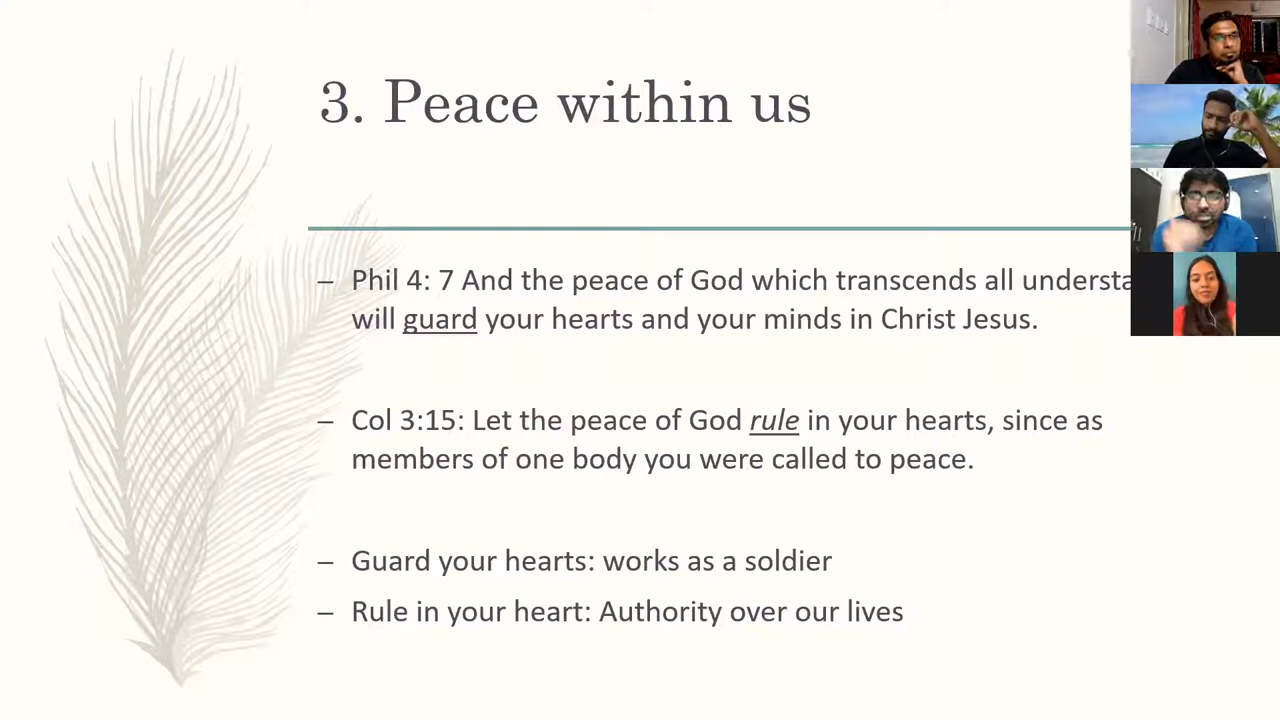 3. Peace within us
– Phil 4: 7 And the peace of God which transcends all
will guard your hearts and your minds in Christ Jesus.
– Col 3:15: Let the peace of God rule in your hearts, since as
members of one body you were called to peace.
– Guard your hearts: works as a soldier
– Rule in your heart: Authority over our lives